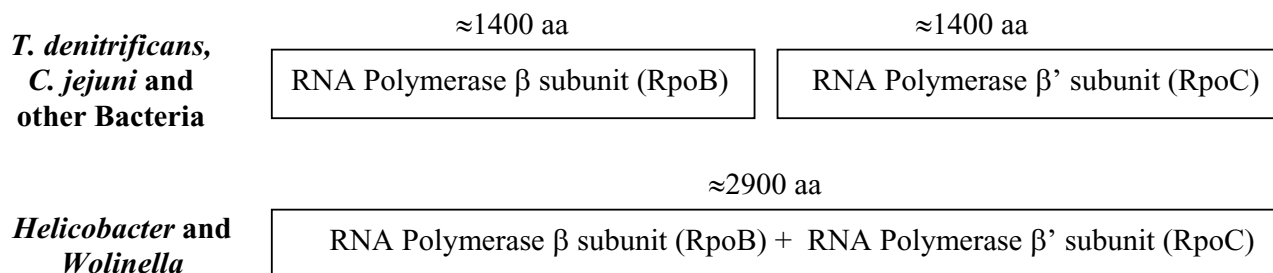 ≈1400 aa ≈1400 aa
T. denitrificans,
C. jejuni and
other Bacteria
RNA Polymerase β subunit (RpoB) RNA Polymerase β’ subunit (RpoC)
≈2900 aa
Helicobacter and
Wolinella
RNA Polymerase β subunit (RpoB) + RNA Polymerase β’ subunit (RpoC)